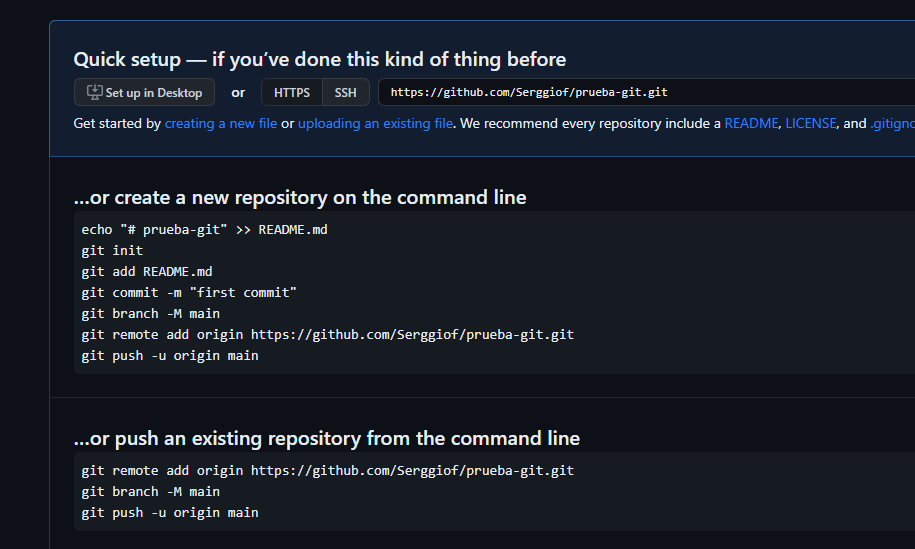 Quick setup — if you’ve done this kind of thing before
Set up in Desktop or HTTPS SSH https://github.com/Serggiof/prueba-git.git
Get started by creating a new file or uploading an existing file. We recommend every repository include a README, LICENSE, and .gitigno
...or create a new repository on the command line
echo "# prueba-git" >> README.md
git init
git add README.md
git commit -m "first commit"
git branch -M main
git remote add origin https://github.com/Serggiof/prueba-git.git
git push -u origin main
...or push an existing repository from the command line
git remote add origin https://github.com/Serggiof/prueba-git.git
git branch -M main
git push -u origin main